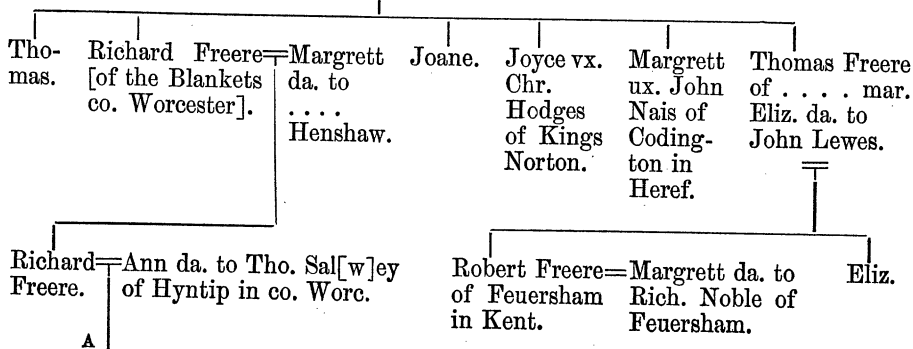 Tho-
mas.
Richard Freere
[of the Blankets
co. Worcester].
Margrett
da. to
. . . .
Henshaw.
Joane.
Joyce vx.
Chr.
Hodges
of Kings
Norton.
Margrett
ux. John
Nais of
Coding-
ton in
Heref.
Thomas Freere
of . . . . mar.
Eliz. da. to
John Lewes.
Richard
Freere.
Ann da. to Tho. Sal[w]ey
of Hyntip in co. Worc.
A
Robert Freere
of Feuersham
in Kent.
Margrett da. to
Rich. Noble of
Feuersham.
Eliz.